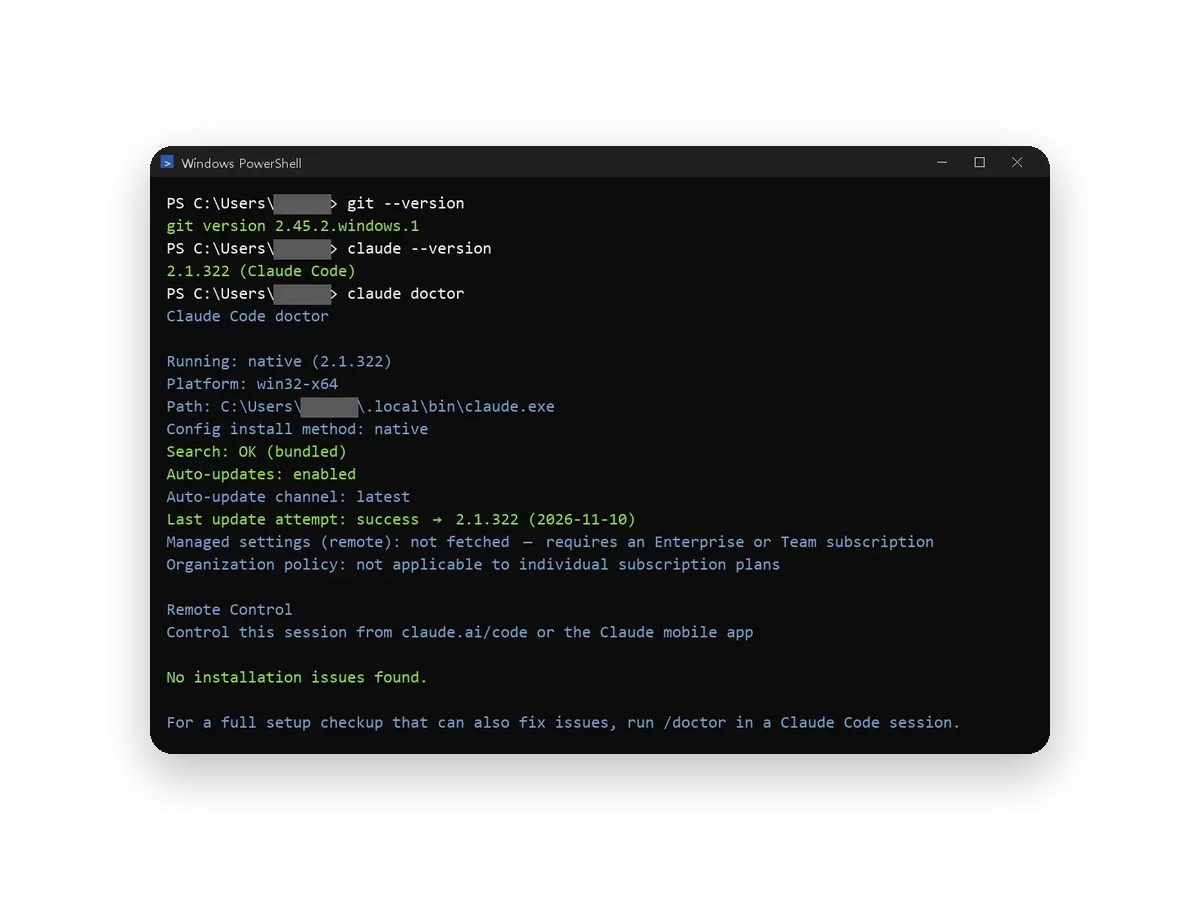 Windows PowerShell
PS C:\Users\> git --version
git version 2.45.2.windows.1
PS C:\Users\> claude --version
2.1.322 (Claude Code)
PS C:\Users\> claude doctor
Claude Code doctor
Running: native (2.1.322)
Platform: win32-x64
Path: C:\Users\\.local\bin\claude.exe
Config install method: native
Search: OK (bundled)
Auto-updates: enabled
Auto-update channel: latest
Last update attempt: success → 2.1.322 (2026-11-10)
Managed settings (remote): not fetched — requires an Enterprise or Team subscription
Organization policy: not applicable to individual subscription plans
Remote Control
Control this session from claude.ai/code or the Claude mobile app
No installation issues found.
For a full setup checkup that can also fix issues, run /doctor in a Claude Code session.